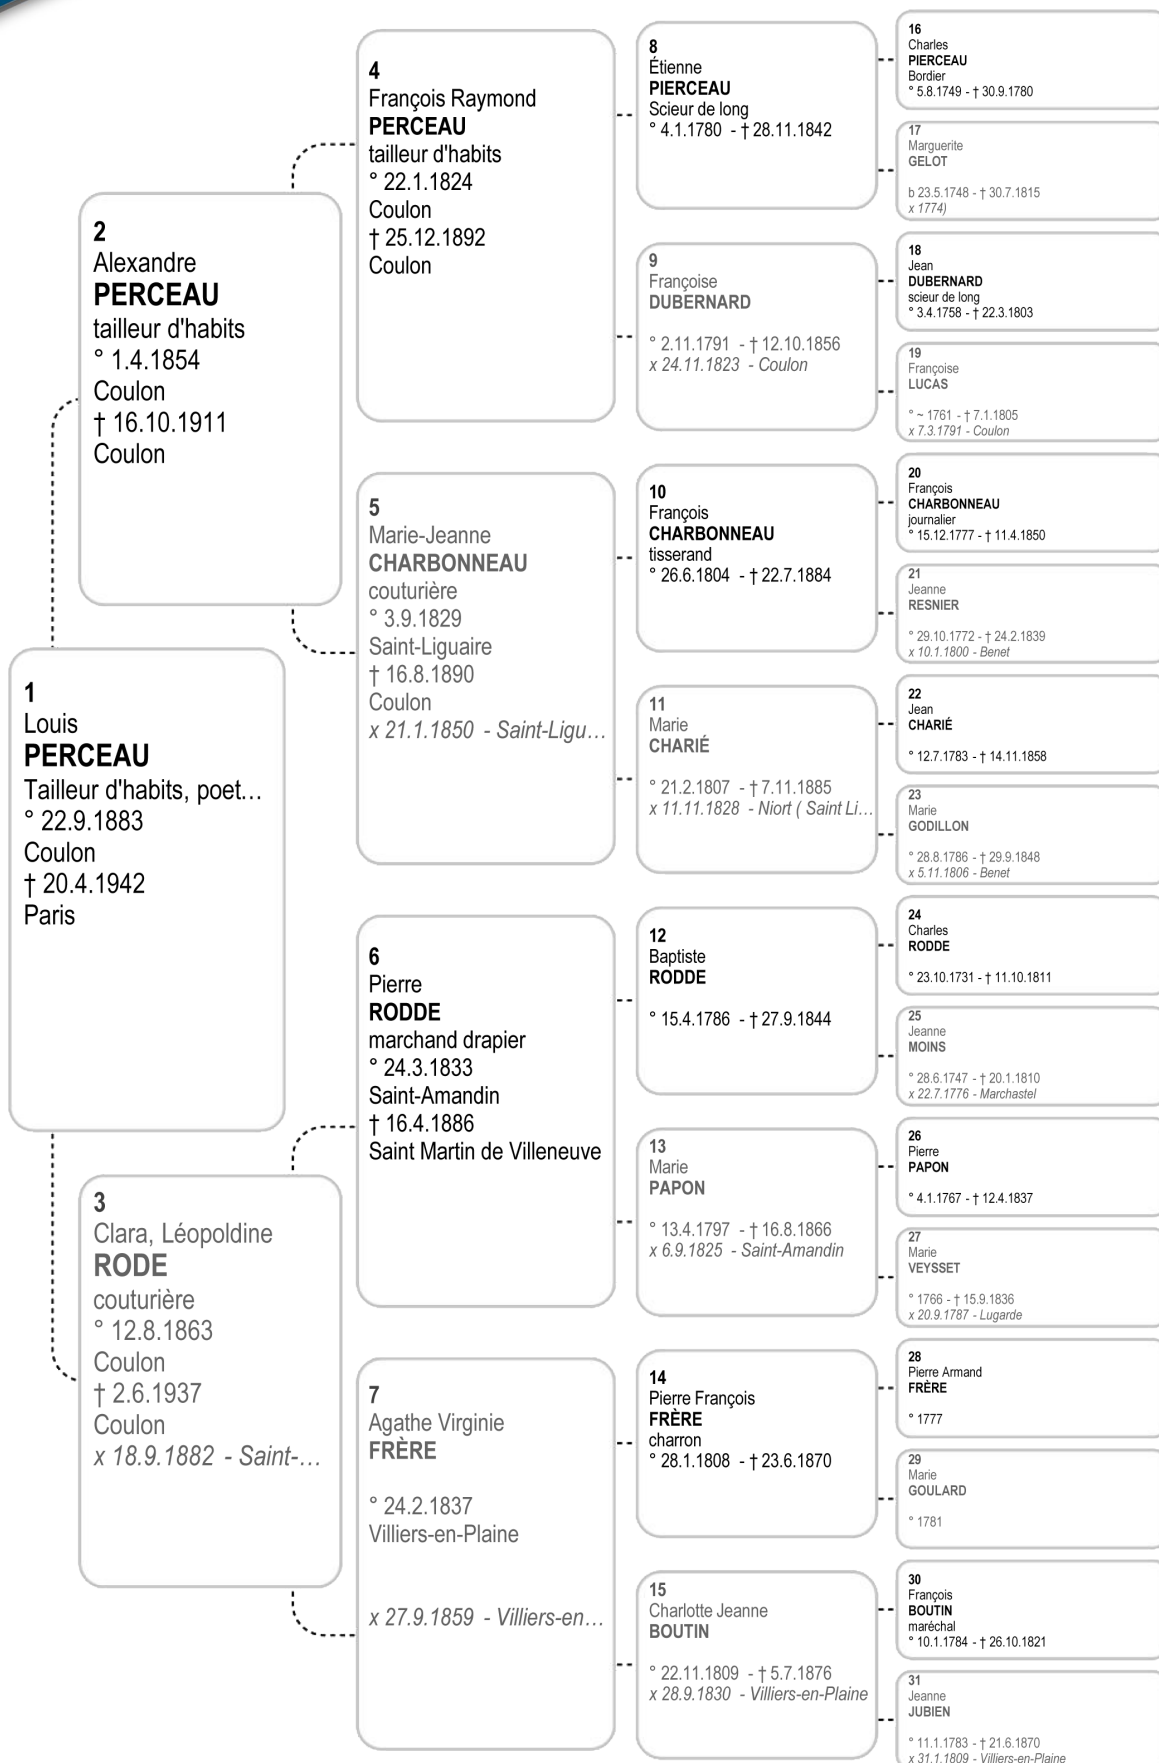 1
Louis
PERCEAU
Tailleur d'habits, poet...
° 22.9.1883
Coulon
† 20.4.1942
Paris
2
Alexandre
PERCEAU
tailleur d'habits
° 1.4.1854
Coulon
† 16.10.1911
Coulon
3
Clara, Léopoldine
RODE
couturière
° 12.8.1863
Coulon
† 2.6.1937
Coulon
x 18.9.1882 - Saint-...
4
François Raymond
PERCEAU
tailleur d'habits
° 22.1.1824
Coulon
† 25.12.1892
Coulon
5
Marie-Jeanne
CHARBONNEAU
couturière
° 3.9.1829
Saint-Liguaire
† 16.8.1890
Coulon
x 21.1.1850 - Saint-Ligu...
6
Pierre
RODDE
marchand drapier
° 24.3.1833
Saint-Amandin
† 16.4.1886
Saint Martin de Villeneuve
7
Agathe Virginie
FRÈRE
° 24.2.1837
Villiers-en-Plaine
x 27.9.1859 - Villiers-en...
8
Étienne
PIERCEAU
Scieur de long
° 4.1.1780 - † 28.11.1842
9
Françoise
DUBERNARD
° 2.11.1791 - † 12.10.1856
x 24.11.1823 - Coulon
10
François
CHARBONNEAU
tisserand
° 26.6.1804 - † 22.7.1884
11
Marie
CHARIÉ
° 21.2.1807 - † 7.11.1885
x 11.11.1828 - Niort ( Saint Li...
12
Baptiste
RODDE
° 15.4.1786 - † 27.9.1844
13
Marie
PAPON
° 13.4.1797 - † 16.8.1866
x 6.9.1825 - Saint-Amandin
14
Pierre François
FRÈRE
charron
° 28.1.1808 - † 23.6.1870
15
Charlotte Jeanne
BOUTIN
° 22.11.1809 - † 5.7.1876
x 28.9.1830 - Villiers-en-Plaine
16
Charles
PIERCEAU
Bordier
° 5.8.1749 - † 30.9.1780
17
Marguerite
GELOT
b 23.5.1748 - † 30.7.1815
x 1774)
18
Jean
DUBERNARD
scieur de long
° 3.4.1758 - † 22.3.1803
19
Françoise
LUCAS
° ~ 1761 - † 7.1.1805
x 7.3.1791 - Coulon
20
François
CHARBONNEAU
journalier
° 15.12.1777 - † 11.4.1850
21
Jeanne
RESNIER
° 29.10.1772 - † 24.2.1839
x 10.1.1800 - Benet
22
Jean
CHARIÉ
° 12.7.1783 - † 14.11.1858
23
Marie
GODILLON
° 28.8.1786 - † 29.9.1848
x 5.11.1806 - Benet
24
Charles
RODDE
° 23.10.1731 - † 11.10.1811
25
Jeanne
MOINS
° 28.6.1747 - † 20.1.1810
x 22.7.1776 - Marchastel
26
Pierre
PAPON
° 4.1.1767 - † 12.4.1837
27
Marie
VEYSSET
° 1766 - † 15.9.1836
x 20.9.1787 - Lugarde
28
Pierre Armand
FRÈRE
° 1777
29
Marie
GOULARD
° 1781
30
François
BOUTIN
maréchal
° 10.1.1784 - † 26.10.1821
31
Jeanne
JUBIEN
° 11.1.1783 - † 21.6.1870
x 31.1.1809 - Villiers-en-Plaine